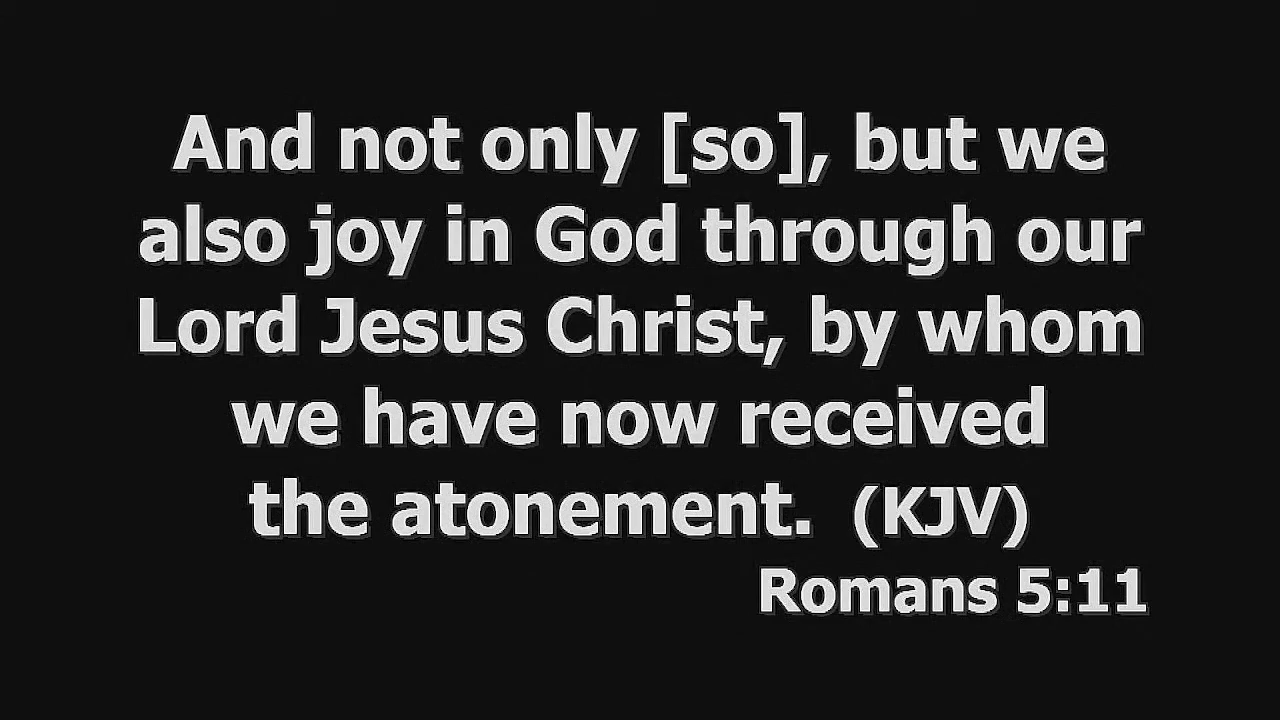 And not only [so], but we
also joy in God through our
Lord Jesus Christ, by whom
we have now received
the atonement. (KJV)
Romans 5:11